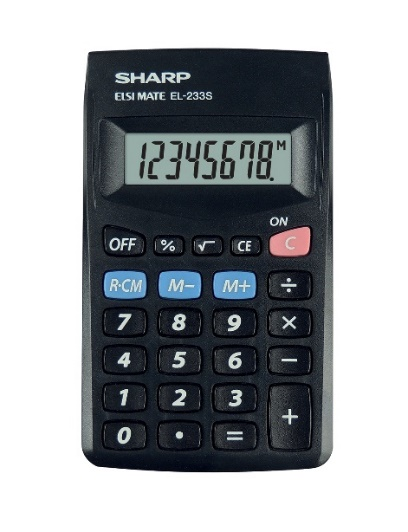 SHARP
ELSI MATE EL-233S
12345678. M
ON
OFF % √ CE C
R·CM M− M+ ÷
7 8 9 ×
4 5 6 −
1 2 3 +
0 • =